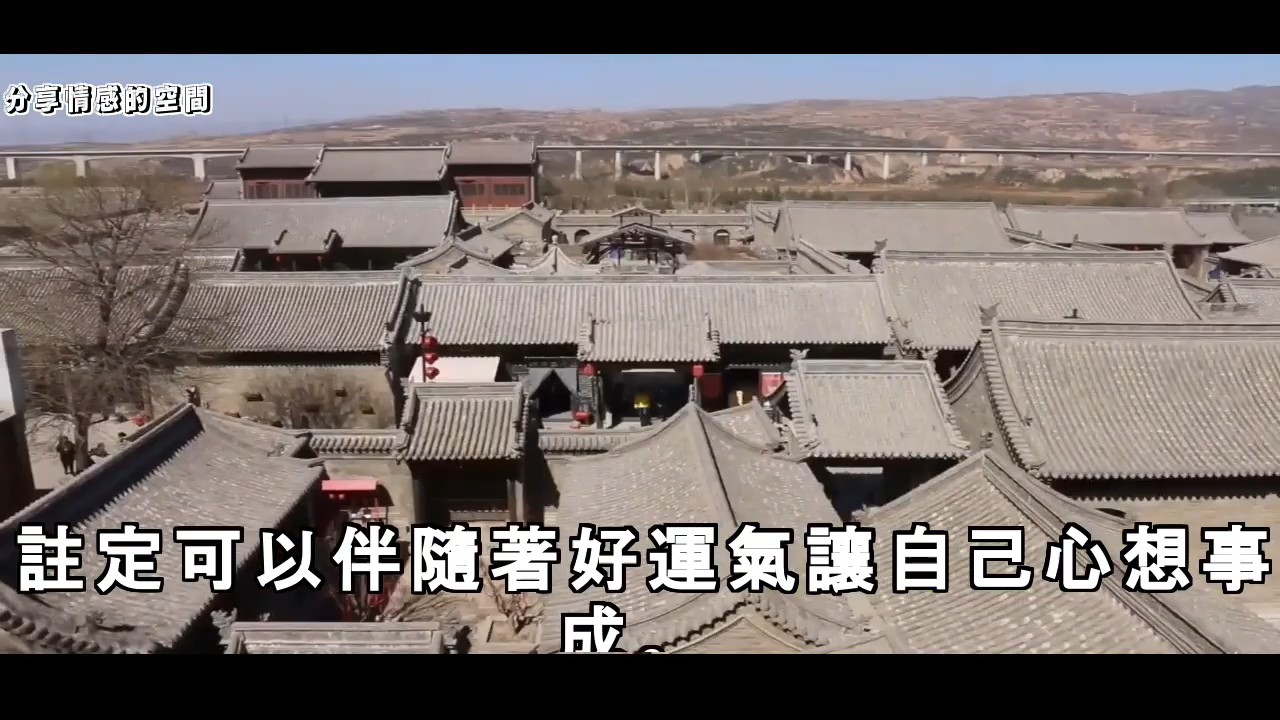 分享情感的空間
註定可以伴隨著好運氣讓自己心想事
成。